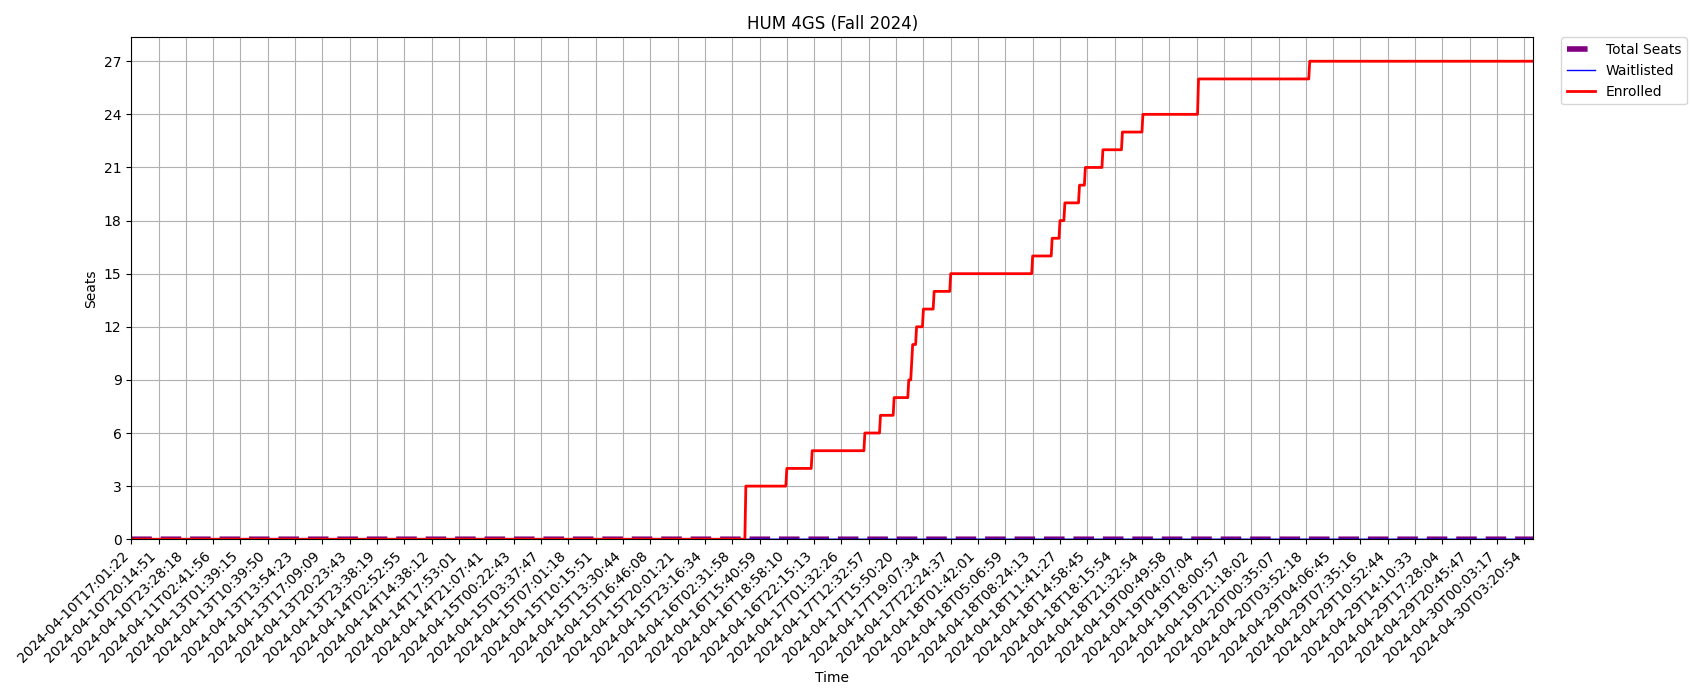 HUM 4GS (Fall 2024)
Total Seats
Waitlisted
Enrolled
27
24
21
18
15
12
9
6
3
0
Seats
2024-04-10T17:01:22
2024-04-10T20:14:51
2024-04-10T23:28:18
2024-04-11T02:41:56
2024-04-13T01:39:15
2024-04-13T10:39:50
2024-04-13T13:54:23
2024-04-13T17:09:09
2024-04-13T20:23:43
2024-04-13T23:38:19
2024-04-14T02:52:55
2024-04-14T14:38:12
2024-04-14T17:53:01
2024-04-14T21:07:41
2024-04-15T00:22:43
2024-04-15T03:37:47
2024-04-15T07:01:18
2024-04-15T10:15:51
2024-04-15T13:30:44
2024-04-15T16:46:08
2024-04-15T20:01:21
2024-04-15T23:16:34
2024-04-16T02:31:58
2024-04-16T15:40:59
2024-04-16T18:58:10
2024-04-16T22:15:13
2024-04-17T01:32:26
2024-04-17T12:32:57
2024-04-17T15:50:20
2024-04-17T19:07:34
2024-04-17T22:24:37
2024-04-18T01:42:01
2024-04-18T05:06:59
2024-04-18T08:24:13
2024-04-18T11:41:27
2024-04-18T14:58:45
2024-04-18T18:15:54
2024-04-18T21:32:54
2024-04-19T00:49:58
2024-04-19T04:07:04
2024-04-19T18:00:57
2024-04-19T21:18:02
2024-04-20T00:35:07
2024-04-20T03:52:18
2024-04-29T04:06:45
2024-04-29T07:35:16
2024-04-29T10:52:44
2024-04-29T14:10:33
2024-04-29T17:28:04
2024-04-29T20:45:47
2024-04-30T00:03:17
2024-04-30T03:20:54
Time